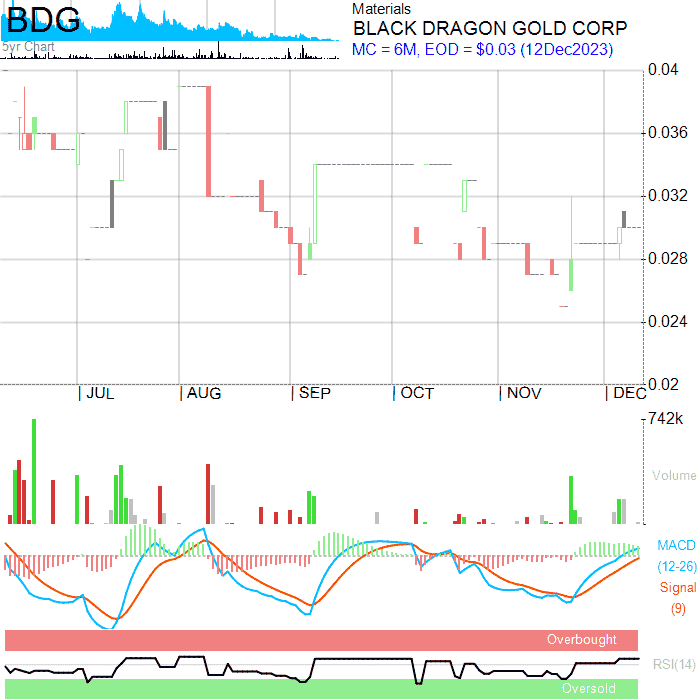 BDG
5yr Chart
Materials
BLACK DRAGON GOLD CORP
MC = 6M, EOD = $0.03 (12Dec2023)
0.04
0.036
0.032
0.028
0.024
0.02
JUL AUG SEP OCT NOV DEC
742k
Volume
MACD
(12-26)
Signal
(9)
Overbought
RSI(14)
Oversold